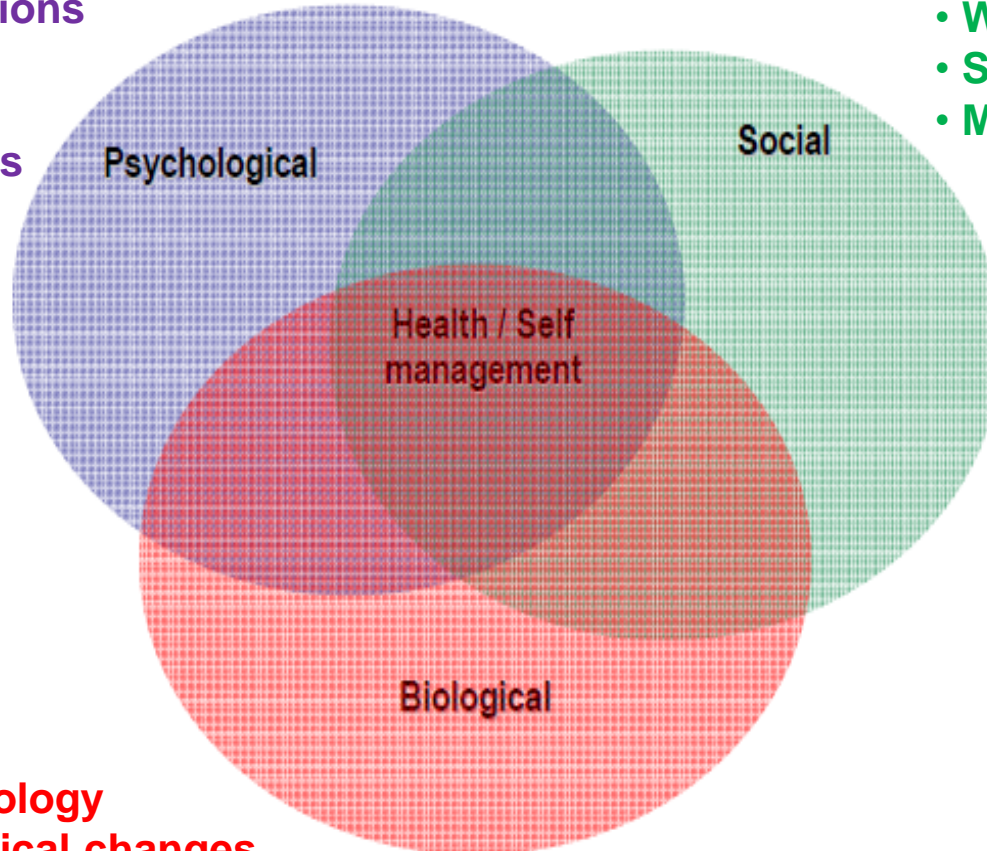 ions
• W
• S
• M
Social
Psychological
s
Health / Self
management
Biological
ology
ical changes